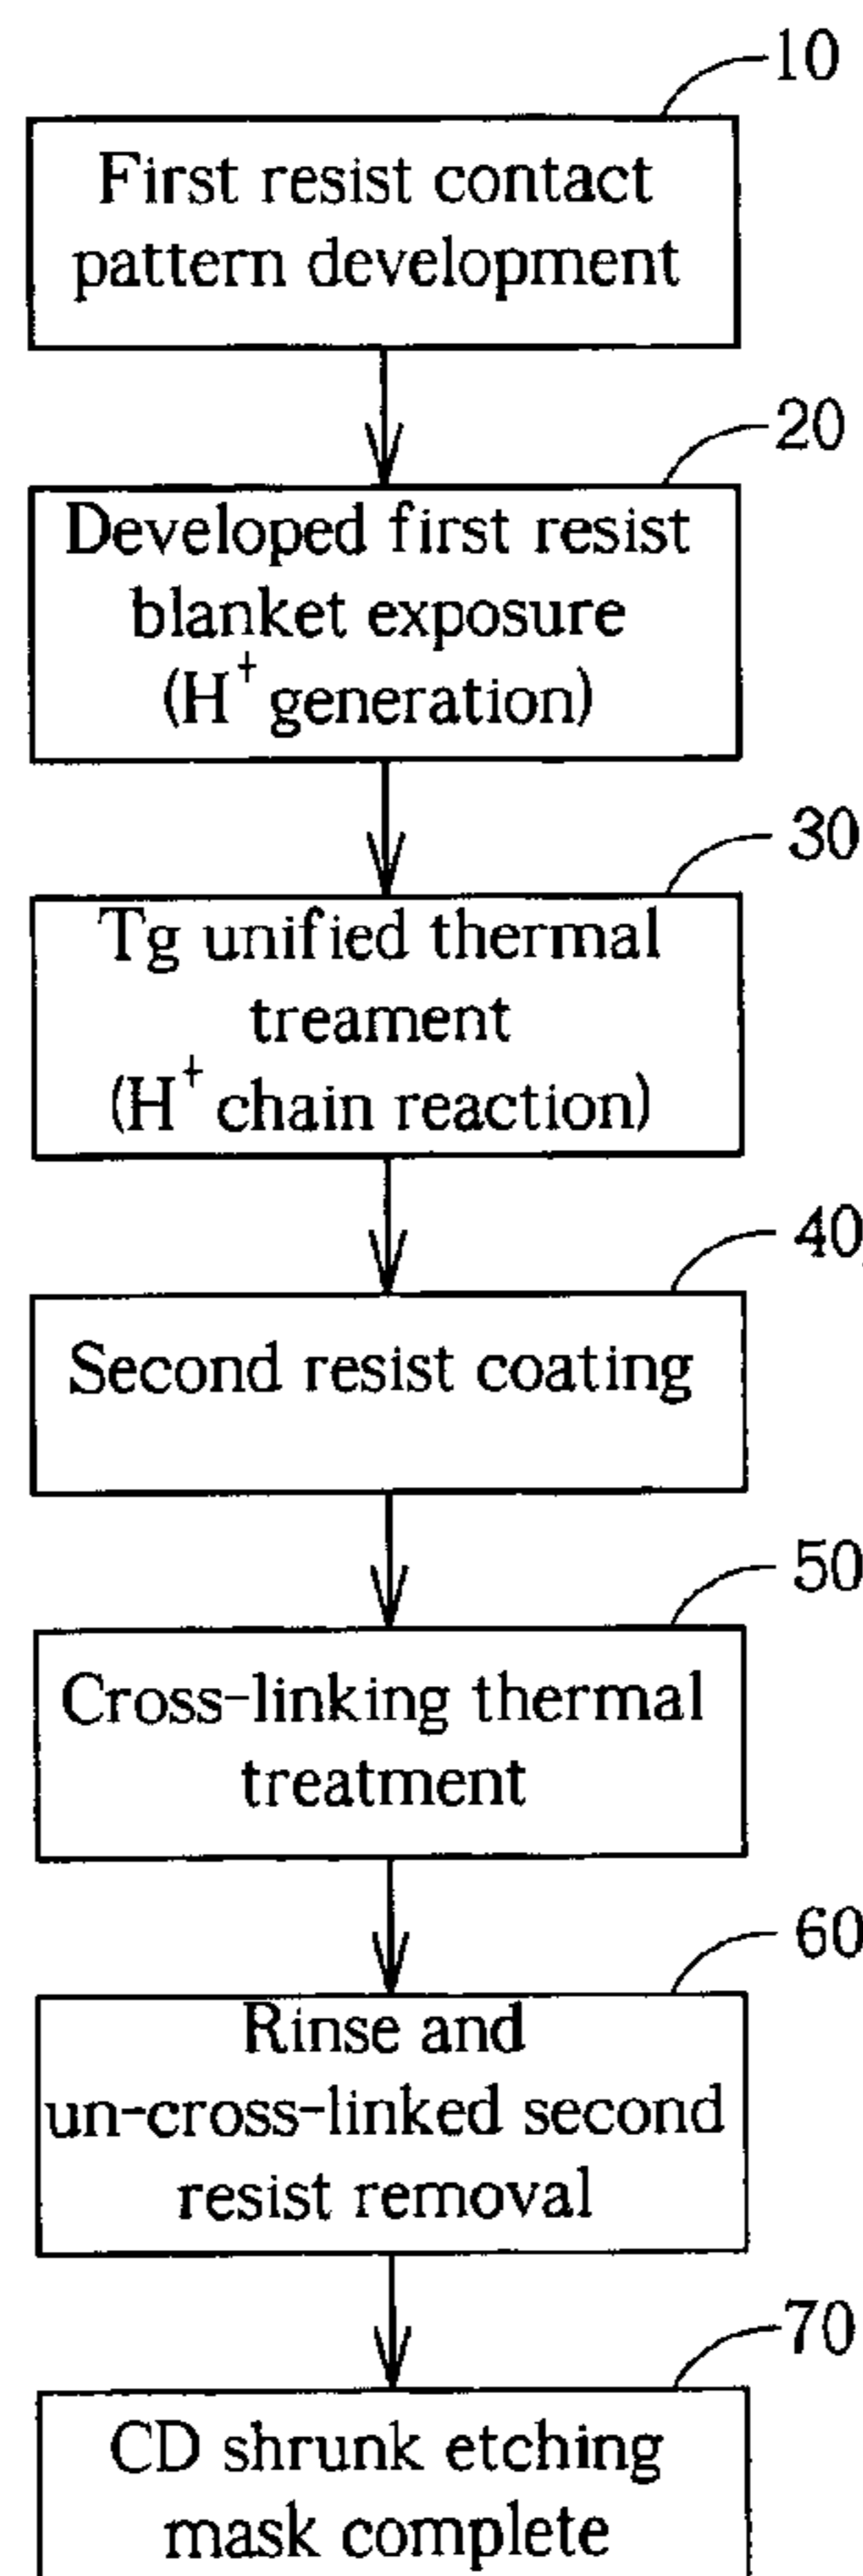 10
First resist contact
pattern development
20
Developed first resist
blanket exposure
(H⁺ generation)
30
Tg unified thermal
treament
(H⁺ chain reaction)
40
Second resist coating
50
Cross-linking thermal
treatment
60
Rinse and
un-cross-linked second
resist removal
70
CD shrunk etching
mask complete